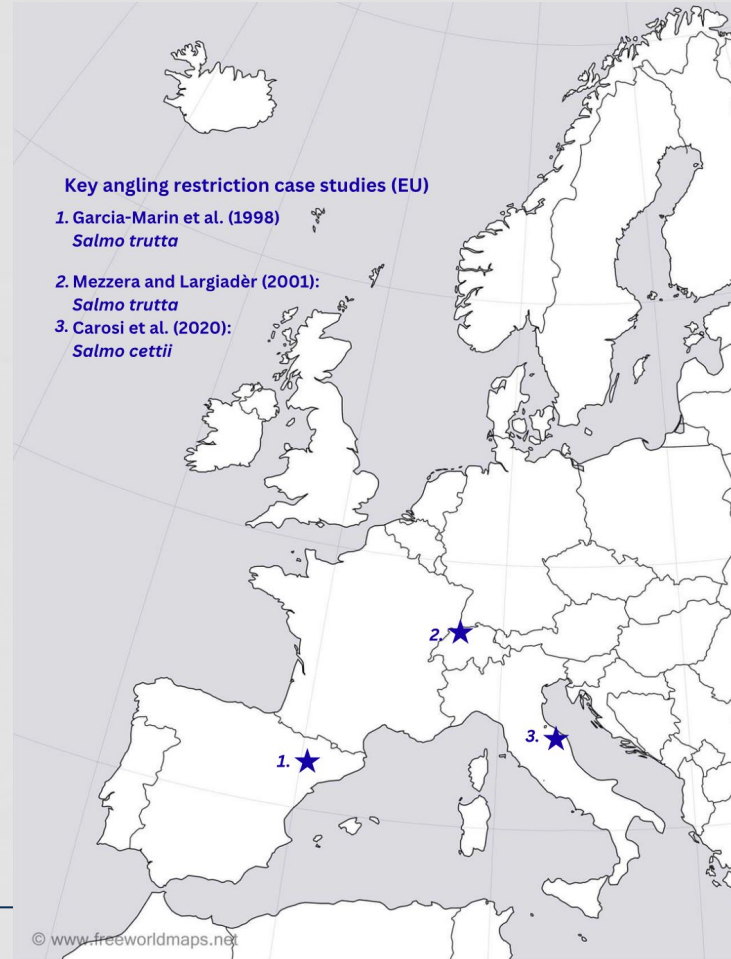 Key angling restriction case studies (EU)
1. Garcia-Marin et al. (1998)
Salmo trutta
2. Mezzera and Largiadèr (2001):
Salmo trutta
3. Carosi et al. (2020):
Salmo cettii
2.
3.
1.
© www.freeworldmaps.net